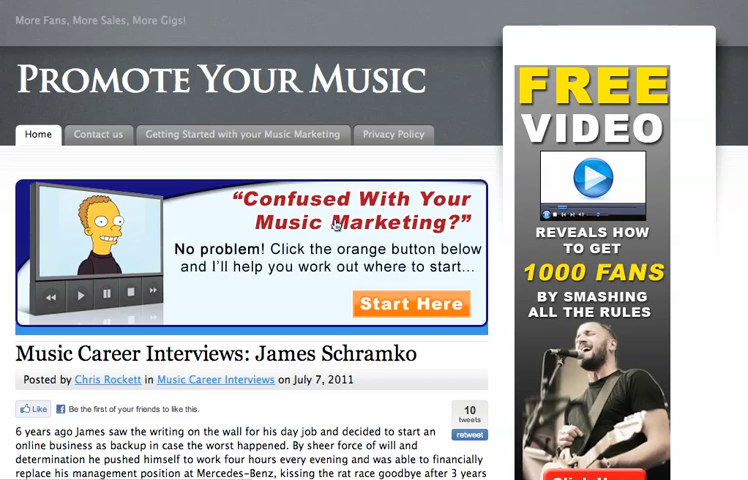 More Fans, More Sales, More Gigs!
PROMOTE YOUR MUSIC
Home
Contact us
Getting Started with your Music Marketing
Privacy Policy
“Confused With Your
Music Marketing?”
No problem! Click the orange button below
and I’ll help you work out where to start...
Start Here
Music Career Interviews: James Schramko
Posted by Chris Rockett in Music Career Interviews on July 7, 2011
Like
Be the first of your friends to like this.
10
tweets
retweet
6 years ago James saw the writing on the wall for his day job and decided to start an
online business as backup in case the worst happened. By sheer force of will and
determination he pushed himself to work four hours every evening and was able to financially
replace his management position at Mercedes-Benz, kissing the rat race goodbye after 3 years
FREE
VIDEO
REVEALS HOW
TO GET
1000 FANS
BY SMASHING
ALL THE RULES